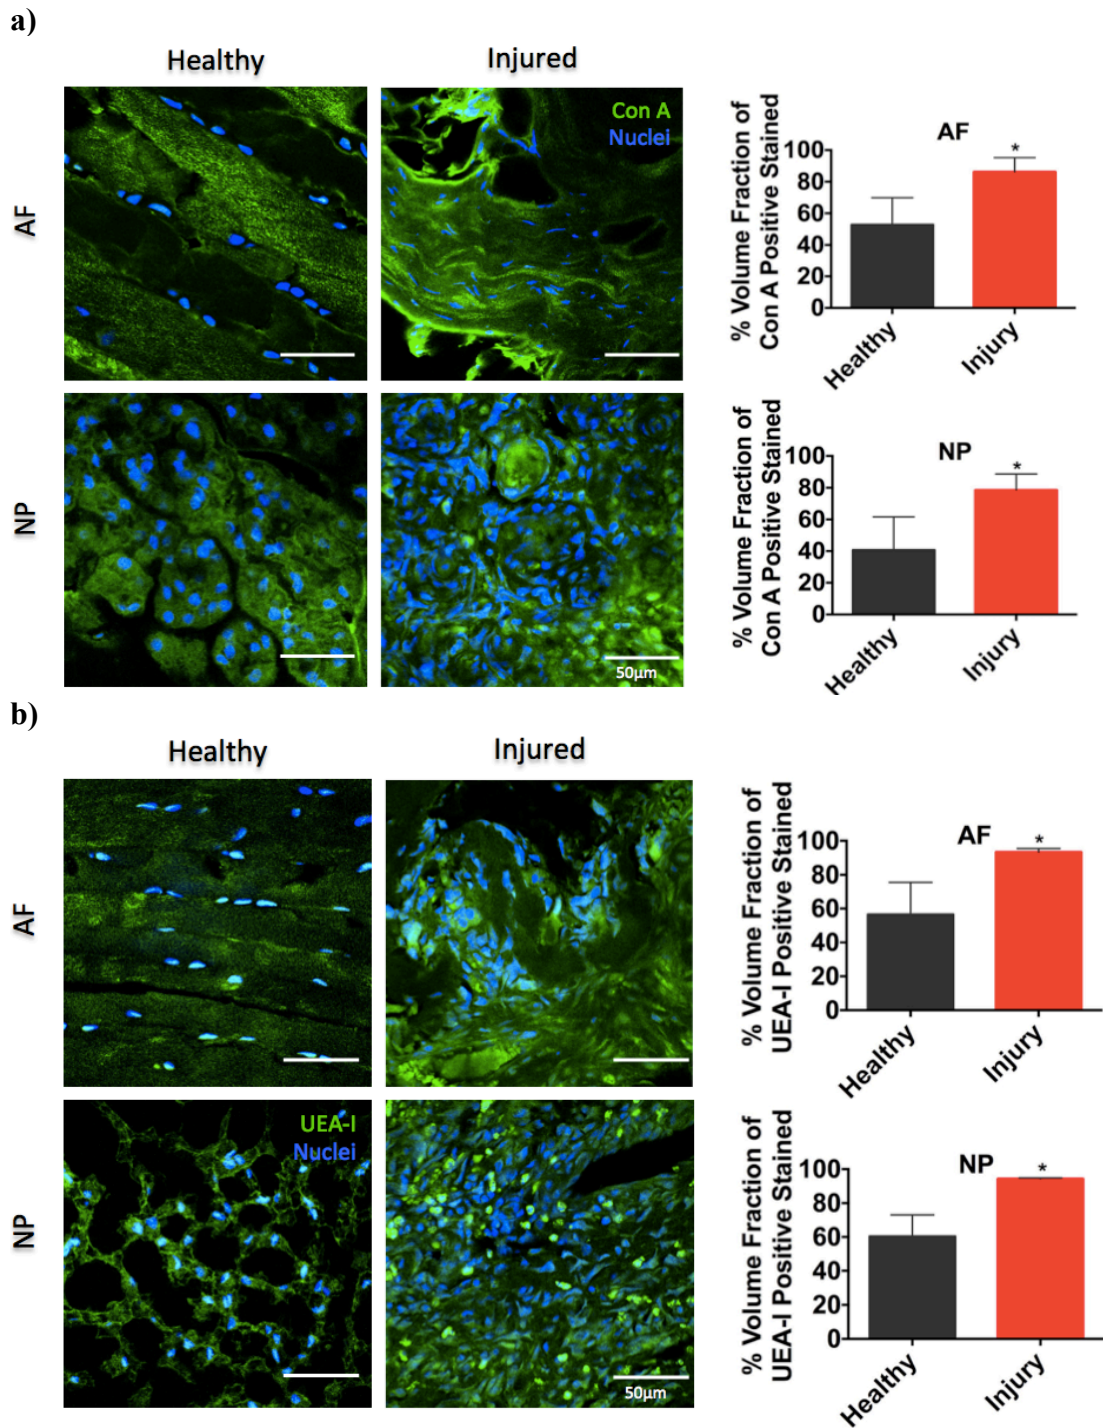 a)
Healthy
Injured
AF
Con A
Nuclei
NP
50µm
% Volume Fraction of
Con A Positive Stained
AF
*
100
80
60
40
20
0
Healthy
Injury
% Volume Fraction of
Con A Positive Stained
NP
*
100
80
60
40
20
0
Healthy
Injury
b)
Healthy
Injured
AF
NP
UEA-I
Nuclei
50µm
% Volume Fraction of
UEA-I Positive Stained
AF
*
100
80
60
40
20
0
Healthy
Injury
% Volume Fraction of
UEA-I Positive Stained
NP
*
100
80
60
40
20
0
Healthy
Injury